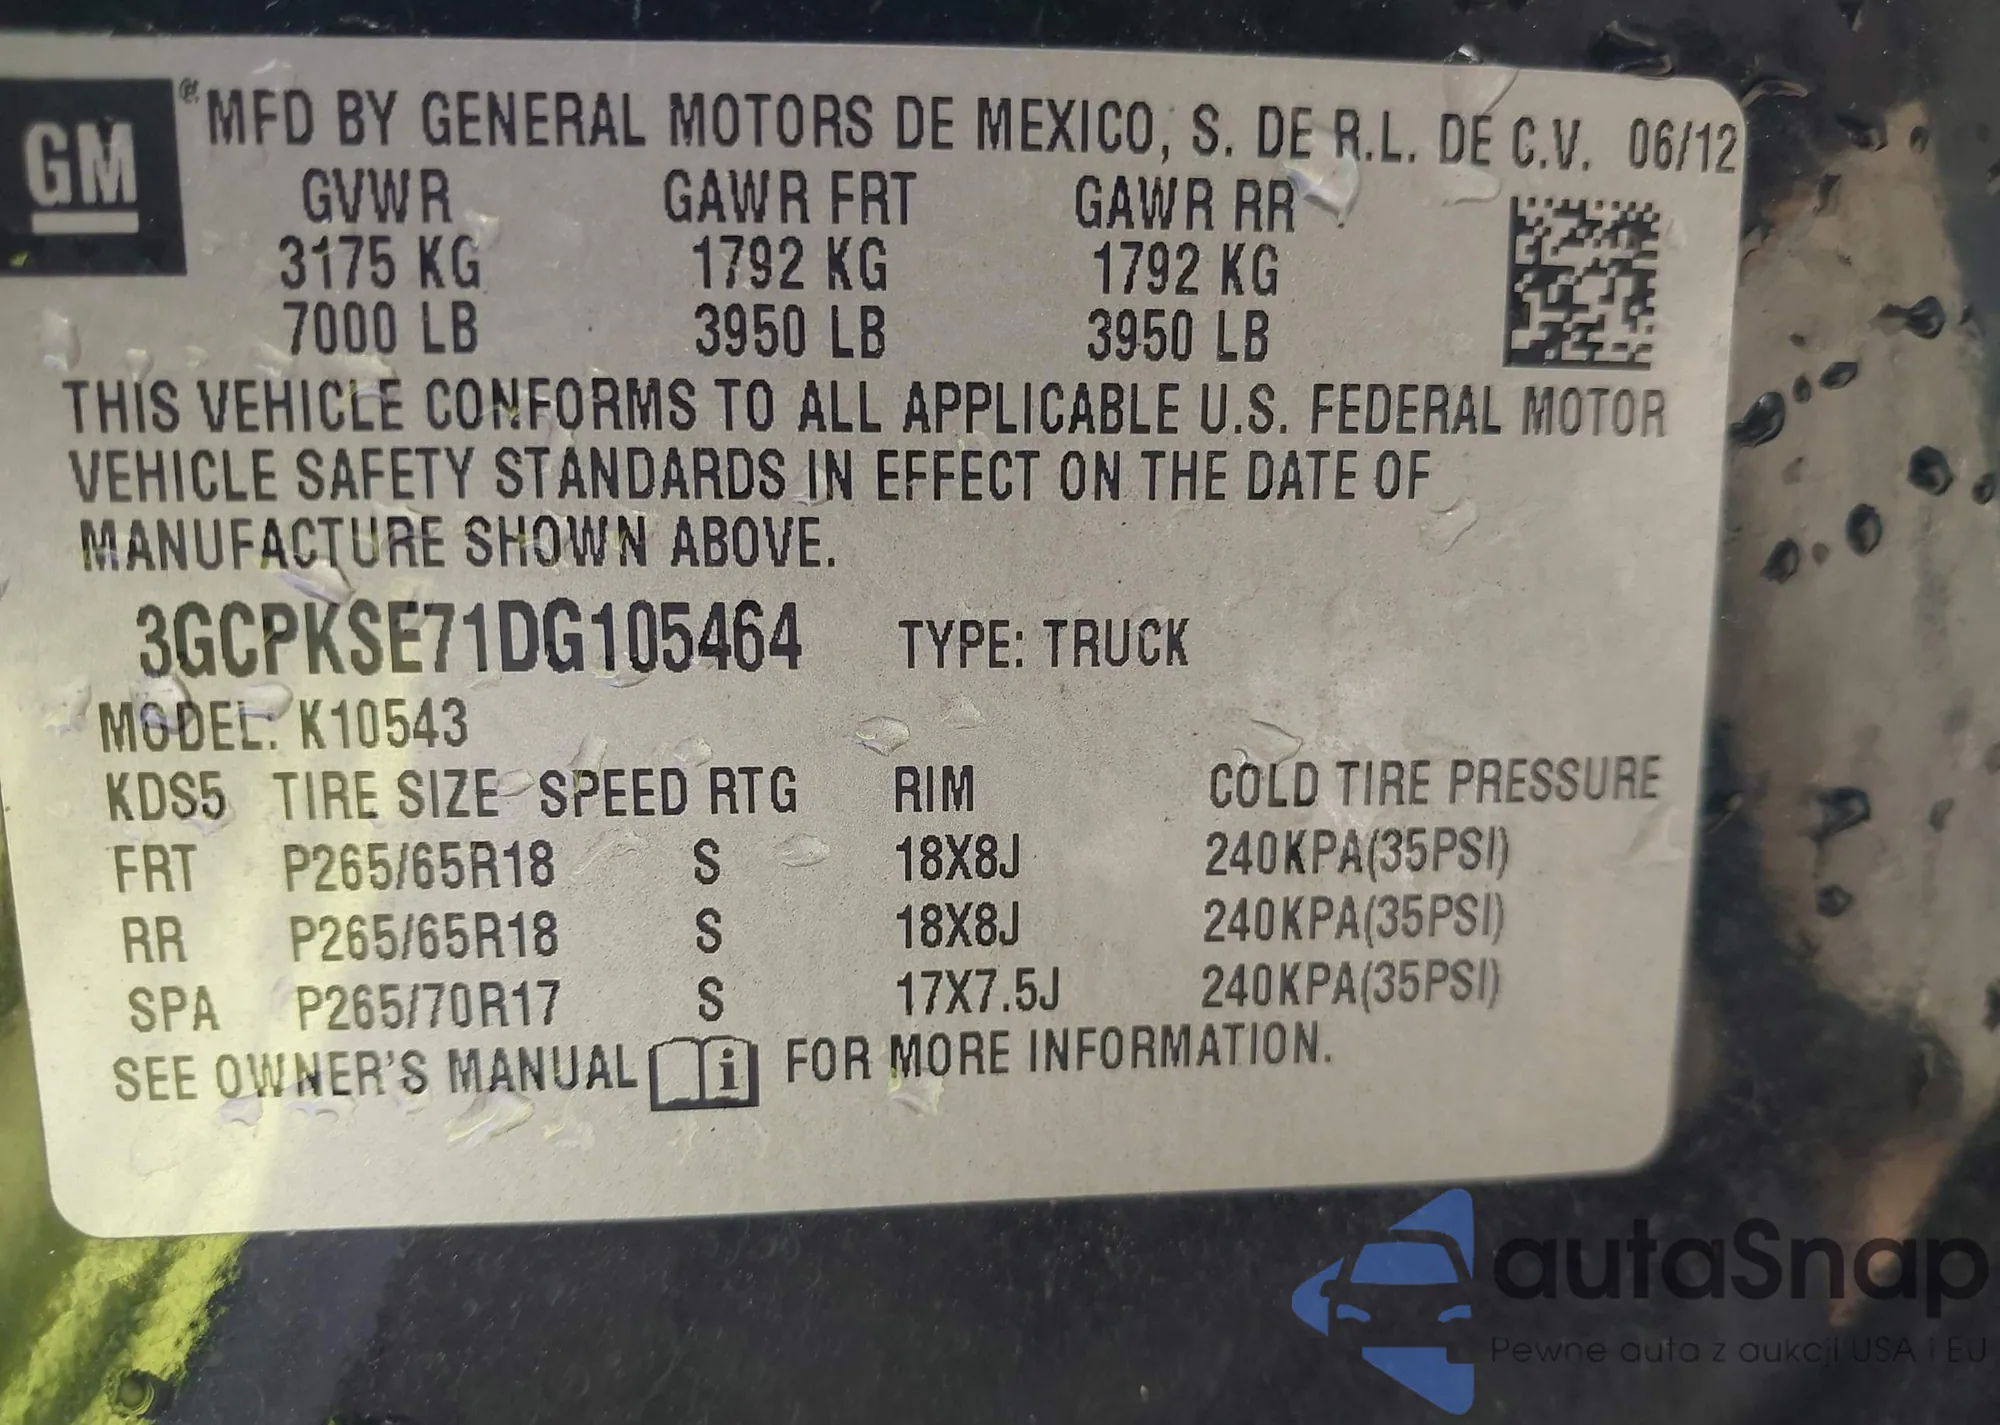 GM
® MFD BY GENERAL MOTORS DE MEXICO, S. DE R.L. DE C.V. 06/12
GVWR GAWR FRT GAWR RR
3175 KG 1792 KG 1792 KG
7000 LB 3950 LB 3950 LB
THIS VEHICLE CONFORMS TO ALL APPLICABLE U.S. FEDERAL MOTOR
VEHICLE SAFETY STANDARDS IN EFFECT ON THE DATE OF
MANUFACTURE SHOWN ABOVE.
3GCPKSE71DG105464 TYPE: TRUCK
MODEL: K10543
KDS5 TIRE SIZE SPEED RTG RIM COLD TIRE PRESSURE
FRT P265/65R18 S 18X8J 240KPA(35PSI)
RR P265/65R18 S 18X8J 240KPA(35PSI)
SPA P265/70R17 S 17X7.5J 240KPA(35PSI)
SEE OWNER'S MANUAL i FOR MORE INFORMATION.
autaSnap
Pewne auta z aukcji USA i EU